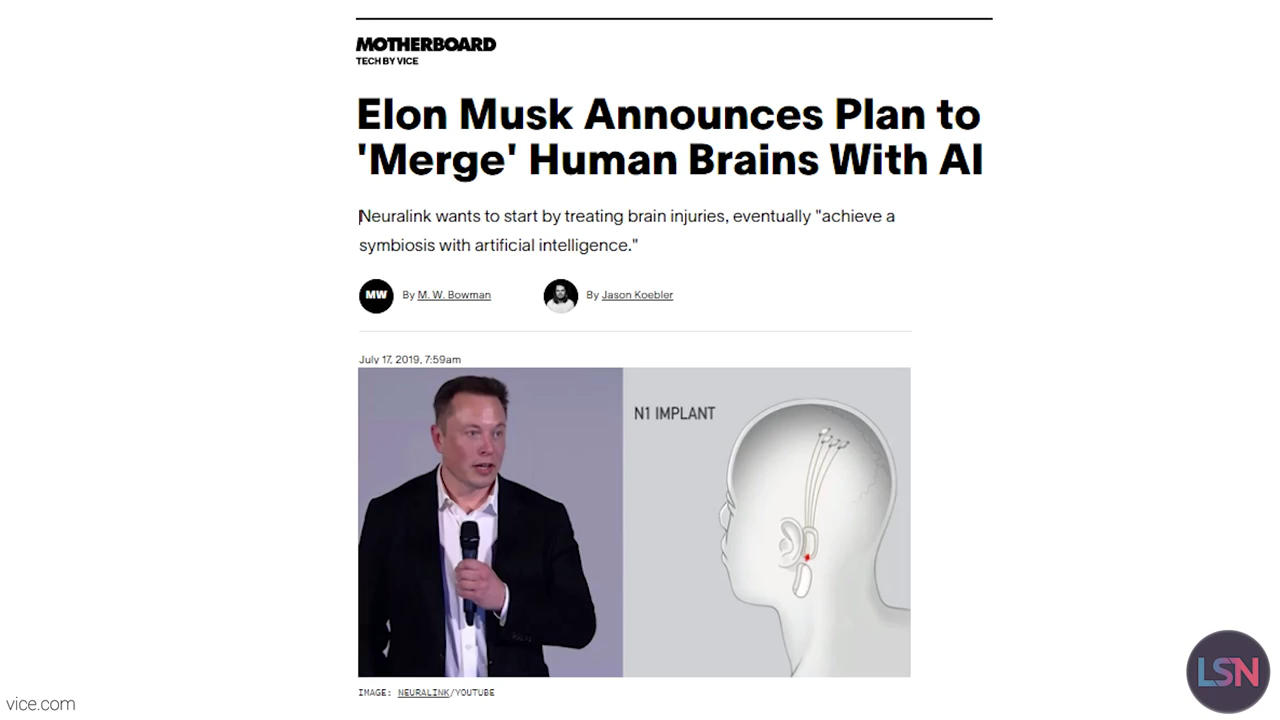 MOTHERBOARD
TECH BY VICE
Elon Musk Announces Plan to
'Merge' Human Brains With AI
Neuralink wants to start by treating brain injuries, eventually "achieve a
symbiosis with artificial intelligence."
MW By M. W. Bowman By Jason Koebler
July 17, 2019, 7:59am
N1 IMPLANT
IMAGE: NEURALINK/YOUTUBE
LSN
vice.com